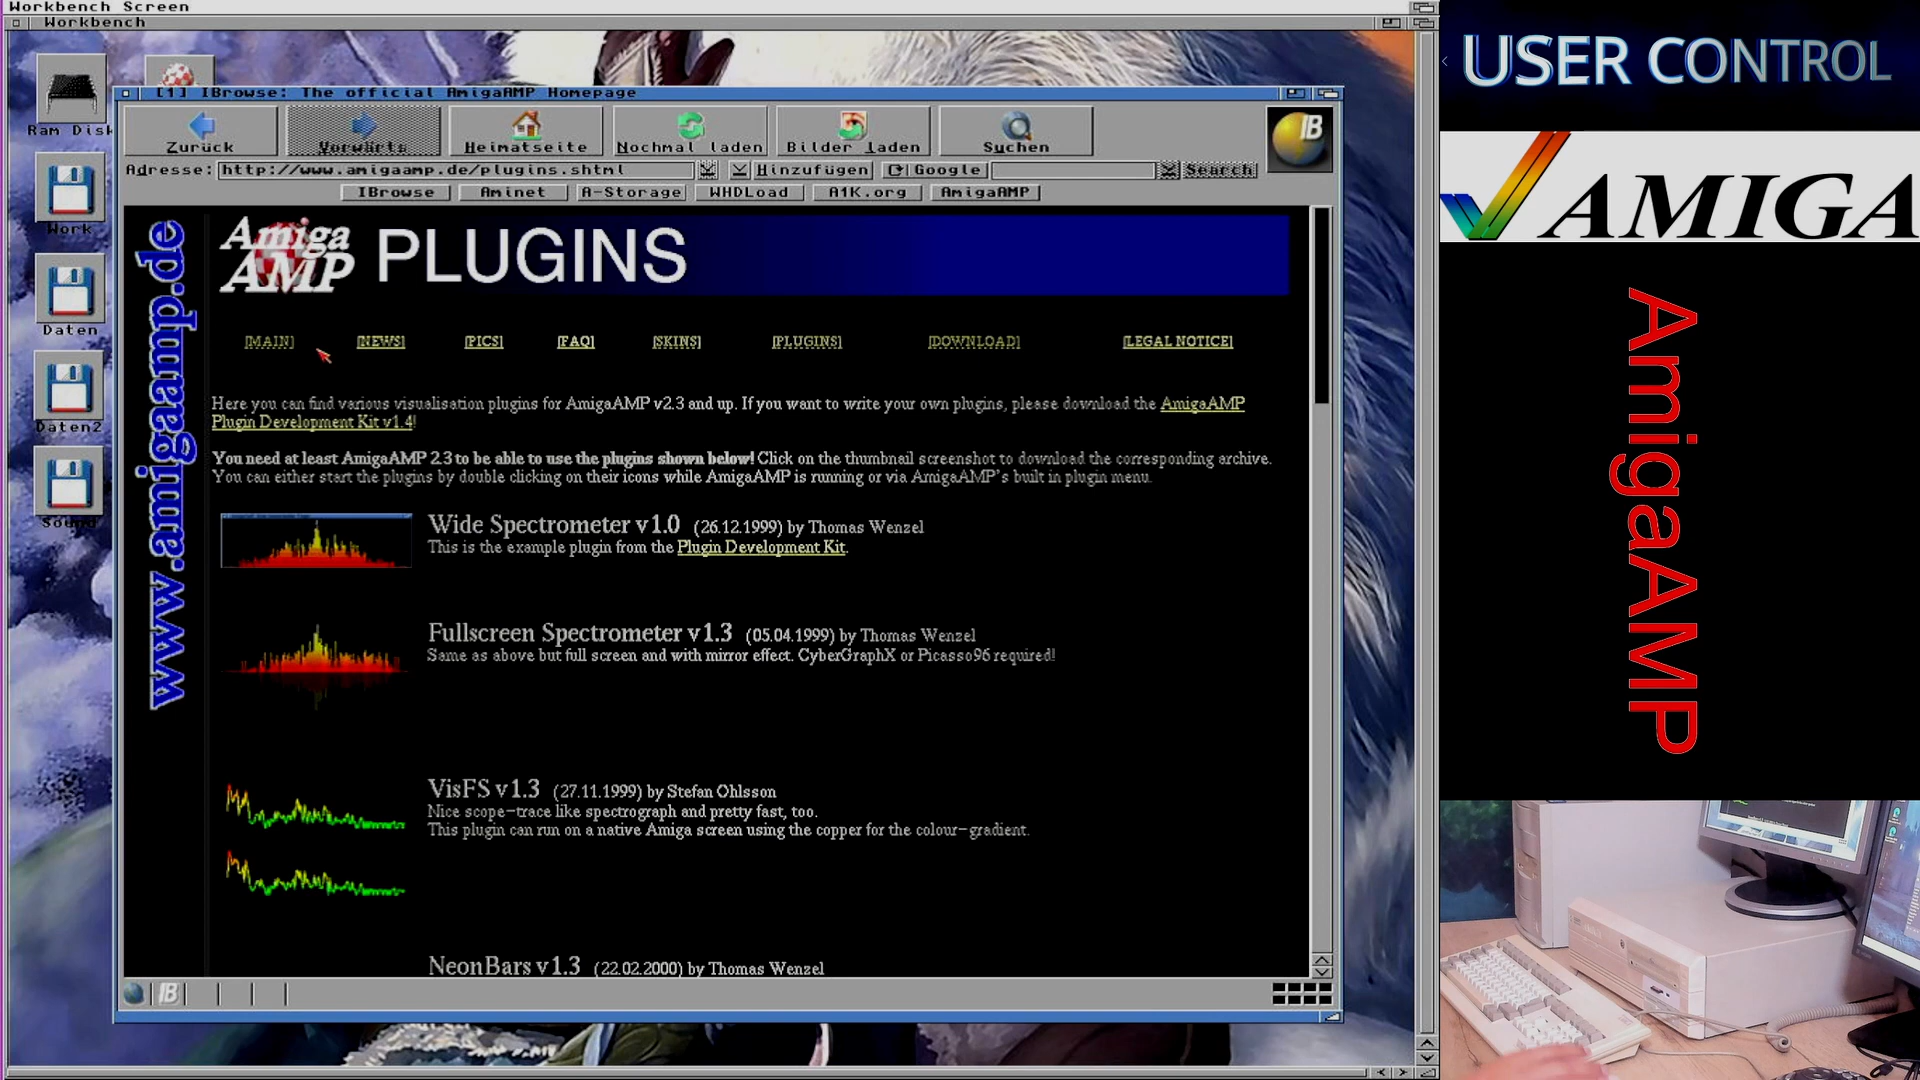 Workbench Screen
Workbench
USER CONTROL
AMIGA
AmigaAMP
Ram Disk
Work
Daten
Daten2
Sound
[1] IBrowse: The official AmigaAMP Homepage
Zurück
Vorwärts
Heimatseite
Nochmal laden
Bilder laden
Suchen
IB
Adresse: http://www.amigaamp.de/plugins.shtml
Hinzufügen
Google
Search
IBrowse
Aminet
A-Storage
WHDLoad
A1K.org
AmigaAMP
www.amigaamp.de
Amiga AMP
PLUGINS
[MAIN] [NEWS] [PICS] [FAQ] [SKINS] [PLUGINS] [DOWNLOAD] [LEGAL NOTICE]
Here you can find various visualisation plugins for AmigaAMP v2.3 and up. If you want to write your own plugins, please download the AmigaAMP
Plugin Development Kit v1.4!
You need at least AmigaAMP 2.3 to be able to use the plugins shown below! Click on the thumbnail screenshot to download the corresponding archive.
You can either start the plugins by double clicking on their icons while AmigaAMP is running or via AmigaAMP's built in plugin menu.
Wide Spectrometer v1.0 (26.12.1999) by Thomas Wenzel
This is the example plugin from the Plugin Development Kit.
Fullscreen Spectrometer v1.3 (05.04.1999) by Thomas Wenzel
Same as above but full screen and with mirror effect. CyberGraphX or Picasso96 required!
VisFS v1.3 (27.11.1999) by Stefan Ohlsson
Nice scope-trace like spectrograph and pretty fast, too.
This plugin can run on a native Amiga screen using the copper for the colour-gradient.
NeonBars v1.3 (22.02.2000) by Thomas Wenzel
IB